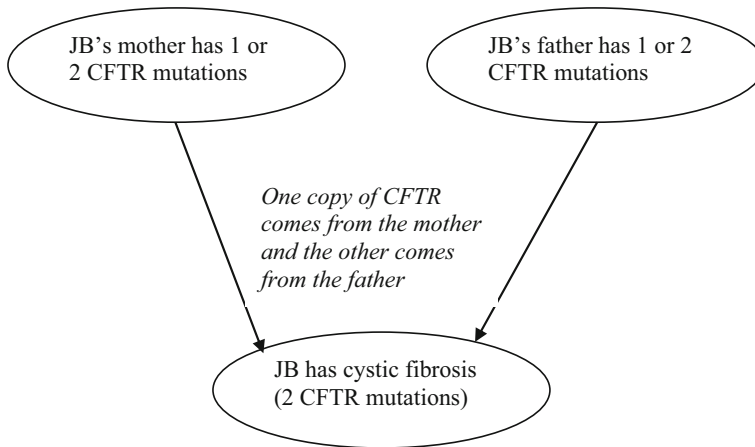 JB’s mother has 1 or
2 CFTR mutations
JB’s father has 1 or 2
CFTR mutations
One copy of CFTR
comes from the mother
and the other comes
from the father
JB has cystic fibrosis
(2 CFTR mutations)